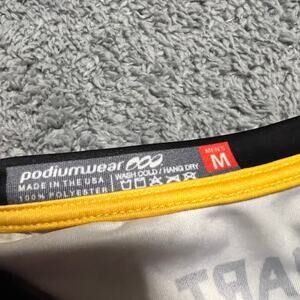 podiumwear
MADE IN THE USA
100% POLYESTER
WASH COLD / HANG DRY
MEN'S
M